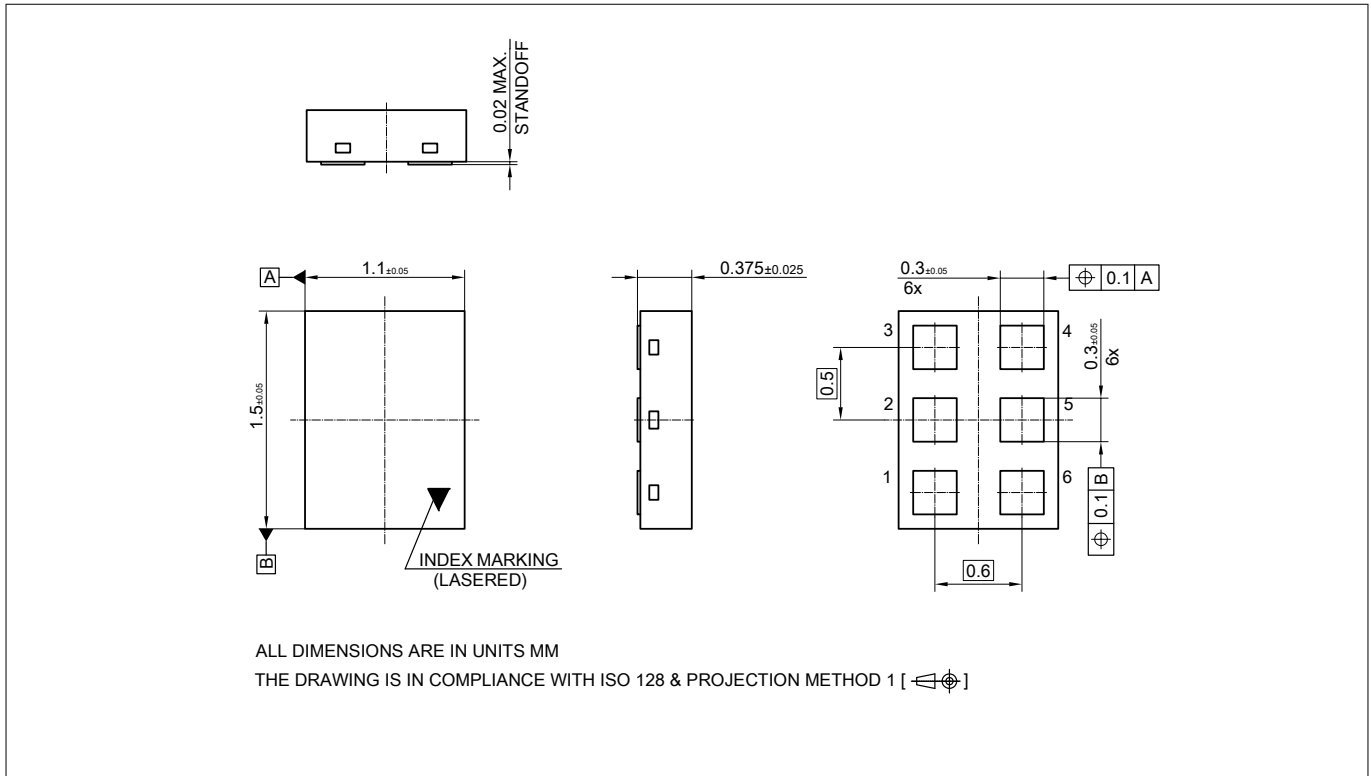 0.02 MAX.
STANDOFF
A
1.1±0.05
0.375±0.025
0.3±0.05
6x
0.1 A
1.5±0.05
3
4
0.3±0.05
6x
0.5
2
5
1
6
0.1 B
B
INDEX MARKING
(LASERED)
0.6
ALL DIMENSIONS ARE IN UNITS MM
THE DRAWING IS IN COMPLIANCE WITH ISO 128 & PROJECTION METHOD 1 [ ]